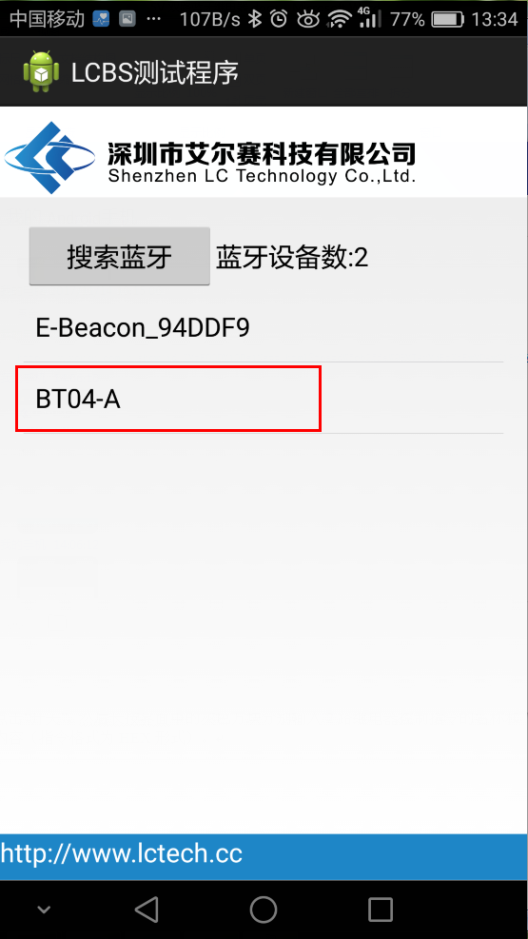 中国移动 ... 107B/s 4G 77% 13:34
LCBS测试程序
深圳市艾尔赛科技有限公司
Shenzhen LC Technology Co.,Ltd.
搜索蓝牙 蓝牙设备数:2
E-Beacon_94DDF9
BT04-A
http://www.lctech.cc